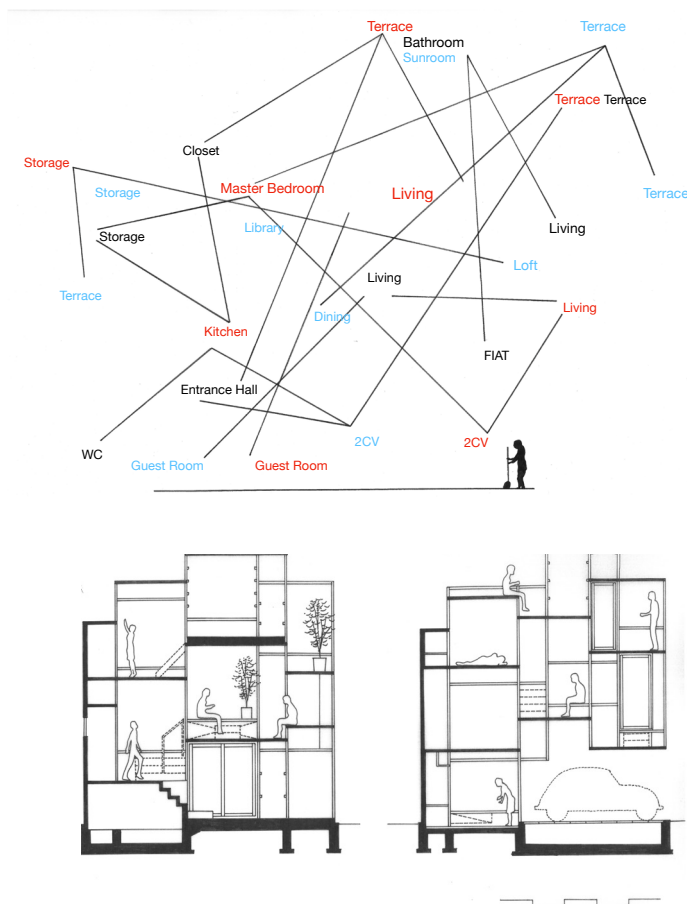 Terrace
Terrace
Bathroom
Sunroom
Terrace Terrace
Closet
Storage
Master Bedroom
Living
Storage
Terrace
Library
Living
Storage
Loft
Living
Terrace
Living
Dining
Kitchen
FIAT
Entrance Hall
2CV
2CV
WC
Guest Room
Guest Room